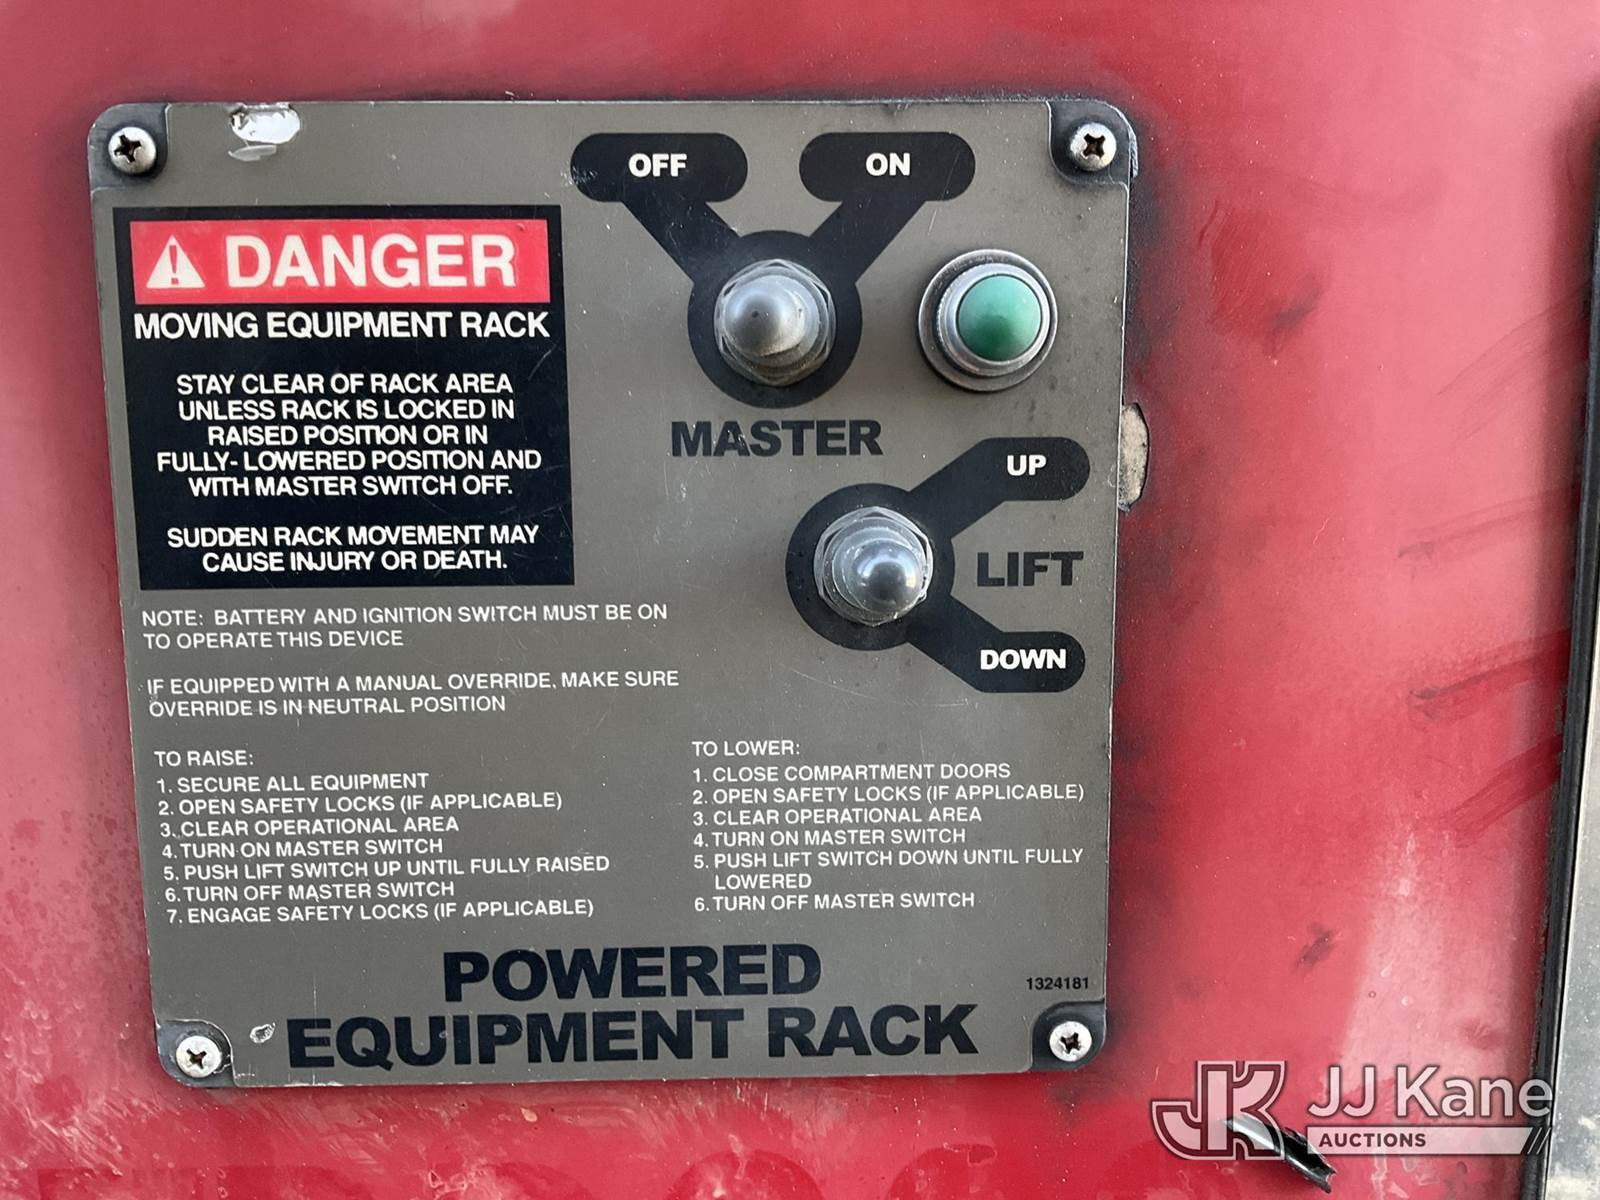 OFF
ON
DANGER
MOVING EQUIPMENT RACK
STAY CLEAR OF RACK AREA
UNLESS RACK IS LOCKED IN
RAISED POSITION OR IN
FULLY- LOWERED POSITION AND
WITH MASTER SWITCH OFF.
SUDDEN RACK MOVEMENT MAY
CAUSE INJURY OR DEATH.
MASTER
UP
LIFT
DOWN
NOTE: BATTERY AND IGNITION SWITCH MUST BE ON
TO OPERATE THIS DEVICE
IF EQUIPPED WITH A MANUAL OVERRIDE, MAKE SURE
OVERRIDE IS IN NEUTRAL POSITION
TO RAISE:
1. SECURE ALL EQUIPMENT
2. OPEN SAFETY LOCKS (IF APPLICABLE)
3. CLEAR OPERATIONAL AREA
4. TURN ON MASTER SWITCH
5. PUSH LIFT SWITCH UP UNTIL FULLY RAISED
6. TURN OFF MASTER SWITCH
7. ENGAGE SAFETY LOCKS (IF APPLICABLE)
TO LOWER:
1. CLOSE COMPARTMENT DOORS
2. OPEN SAFETY LOCKS (IF APPLICABLE)
3. CLEAR OPERATIONAL AREA
4. TURN ON MASTER SWITCH
5. PUSH LIFT SWITCH DOWN UNTIL FULLY
LOWERED
6. TURN OFF MASTER SWITCH
POWERED
EQUIPMENT RACK
1324181
JK JJ Kane
AUCTIONS